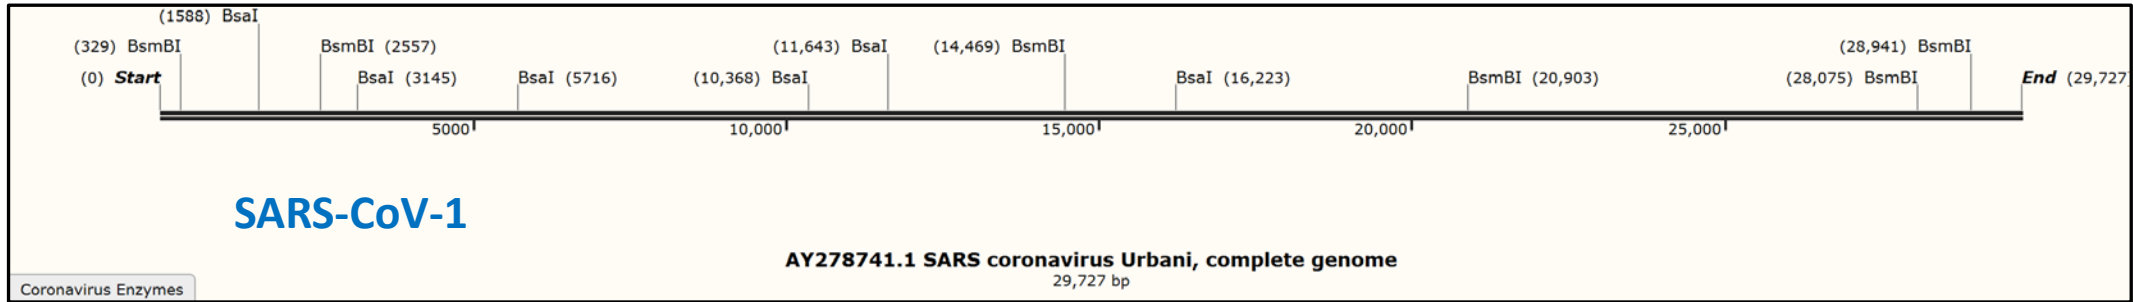 (1588) BsaI
(329) BsmBI BsmBI (2557) (11,643) BsaI (14,469) BsmBI (28,941) BsmBI
(0) Start BsaI (3145) BsaI (5716) (10,368) BsaI BsaI (16,223) BsmBI (20,903) (28,075) BsmBI End (29,727)
5000 10,000 15,000 20,000 25,000
SARS-CoV-1
AY278741.1 SARS coronavirus Urbani, complete genome
29,727 bp
Coronavirus Enzymes